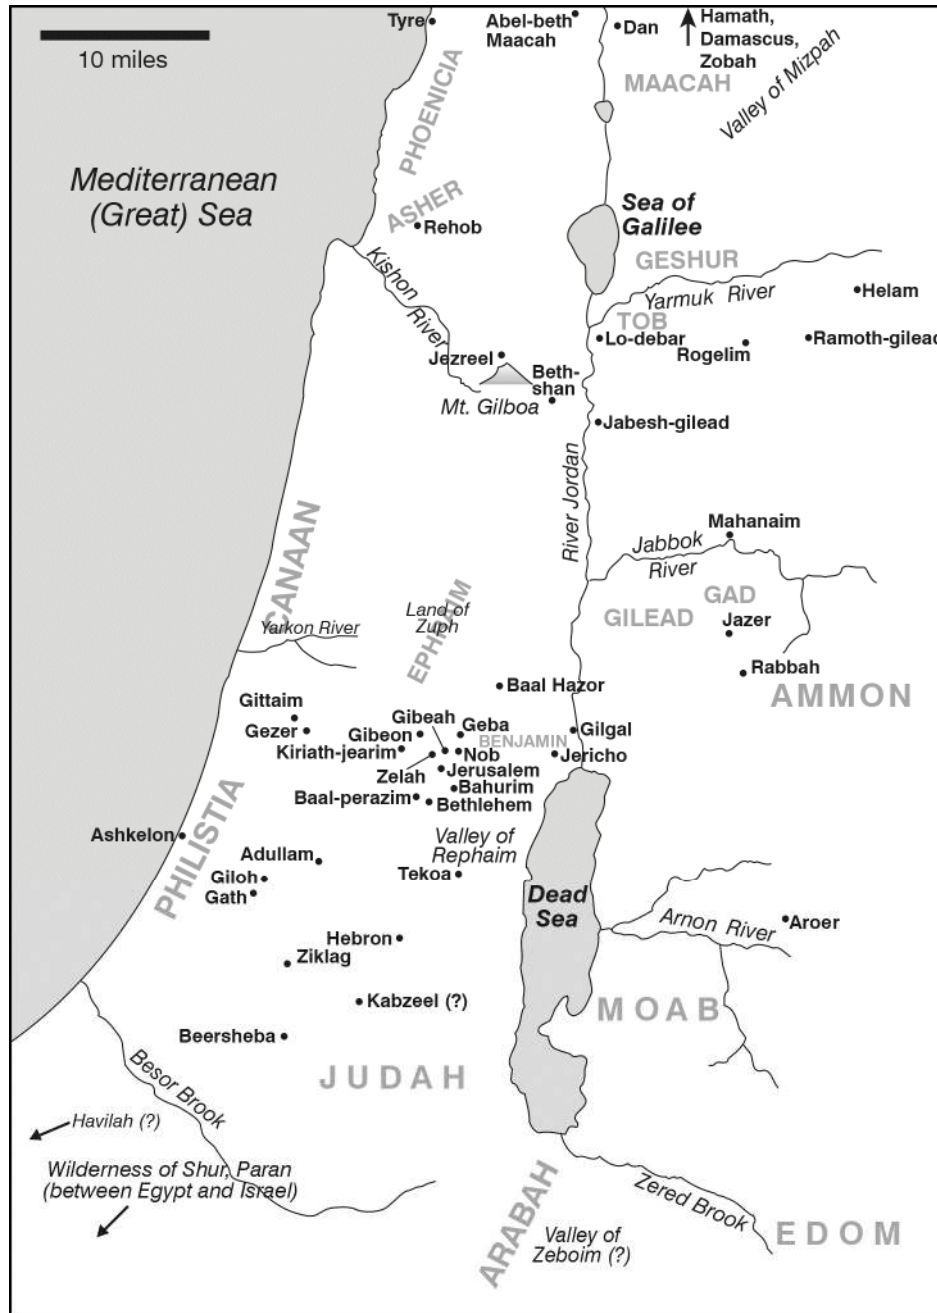 Tyre
Abel-beth
Maacah
Dan
Hamath,
Damascus,
Zobah
10 miles
MAACAH
Valley of Mizpah
PHOENICIA
Mediterranean
(Great) Sea
ASHER
Rehob
Sea of
Galilee
GESHUR
Kishon
River
Yarmuk River
Helam
TOB
Lo-debar
Rogelim
Ramoth-gilead
Jezreel
Beth-
shan
Mt. Gilboa
Jabesh-gilead
River Jordan
CANAAN
Mahanaim
Jabbok
River
Land of
Zuph
EPHRAIM
GAD
GILEAD
Jazer
Yarkon River
Rabbah
AMMON
Baal Hazor
Gittaim
Gezer
Gibeah
Gibeon
Geba
Gilgal
BENJAMIN
Kiriath-jearim
Nob
Jericho
Zelah
Jerusalem
Bahurim
Baal-perazim
Bethlehem
PHILISTIA
Ashkelon
Valley of
Rephaim
Adullam
Giloh
Gath
Tekoa
Dead
Sea
Arnon River
Aroer
Hebron
Ziklag
Kabzeel (?)
MOAB
Beersheba
JUDAH
Besor Brook
Havilah (?)
Wilderness of Shur, Paran
(between Egypt and Israel)
ARABAH
Zered Brook
Valley of
Zeboim (?)
EDOM